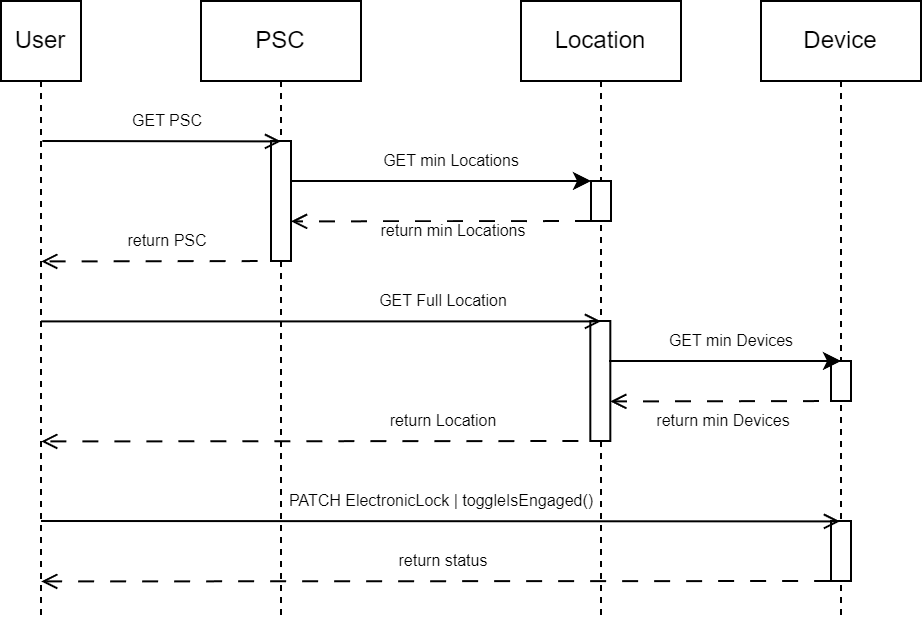 User
PSC
Location
Device
GET PSC
GET min Locations
return min Locations
return PSC
GET Full Location
GET min Devices
return min Devices
return Location
PATCH ElectronicLock | toggleIsEngaged()
return status